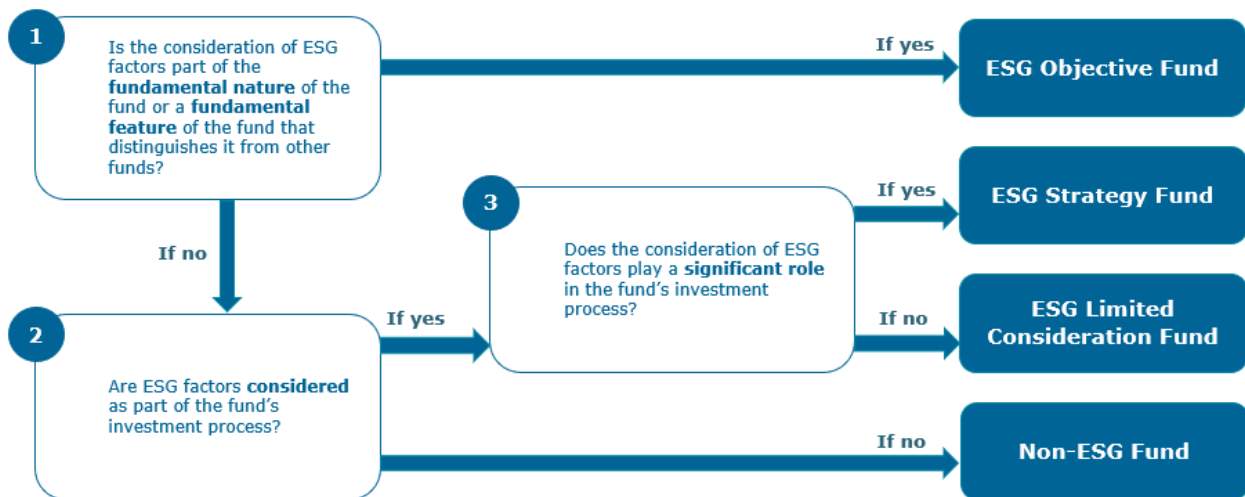 1
Is the consideration of ESG
factors part of the
fundamental nature of the
fund or a fundamental
feature of the fund that
distinguishes it from other
funds?
If yes
ESG Objective Fund
If no
2
Are ESG factors considered
as part of the fund's
investment process?
If yes
3
Does the consideration of ESG
factors play a significant role
in the fund's investment
process?
If yes
ESG Strategy Fund
If no
ESG Limited
Consideration Fund
If no
Non-ESG Fund